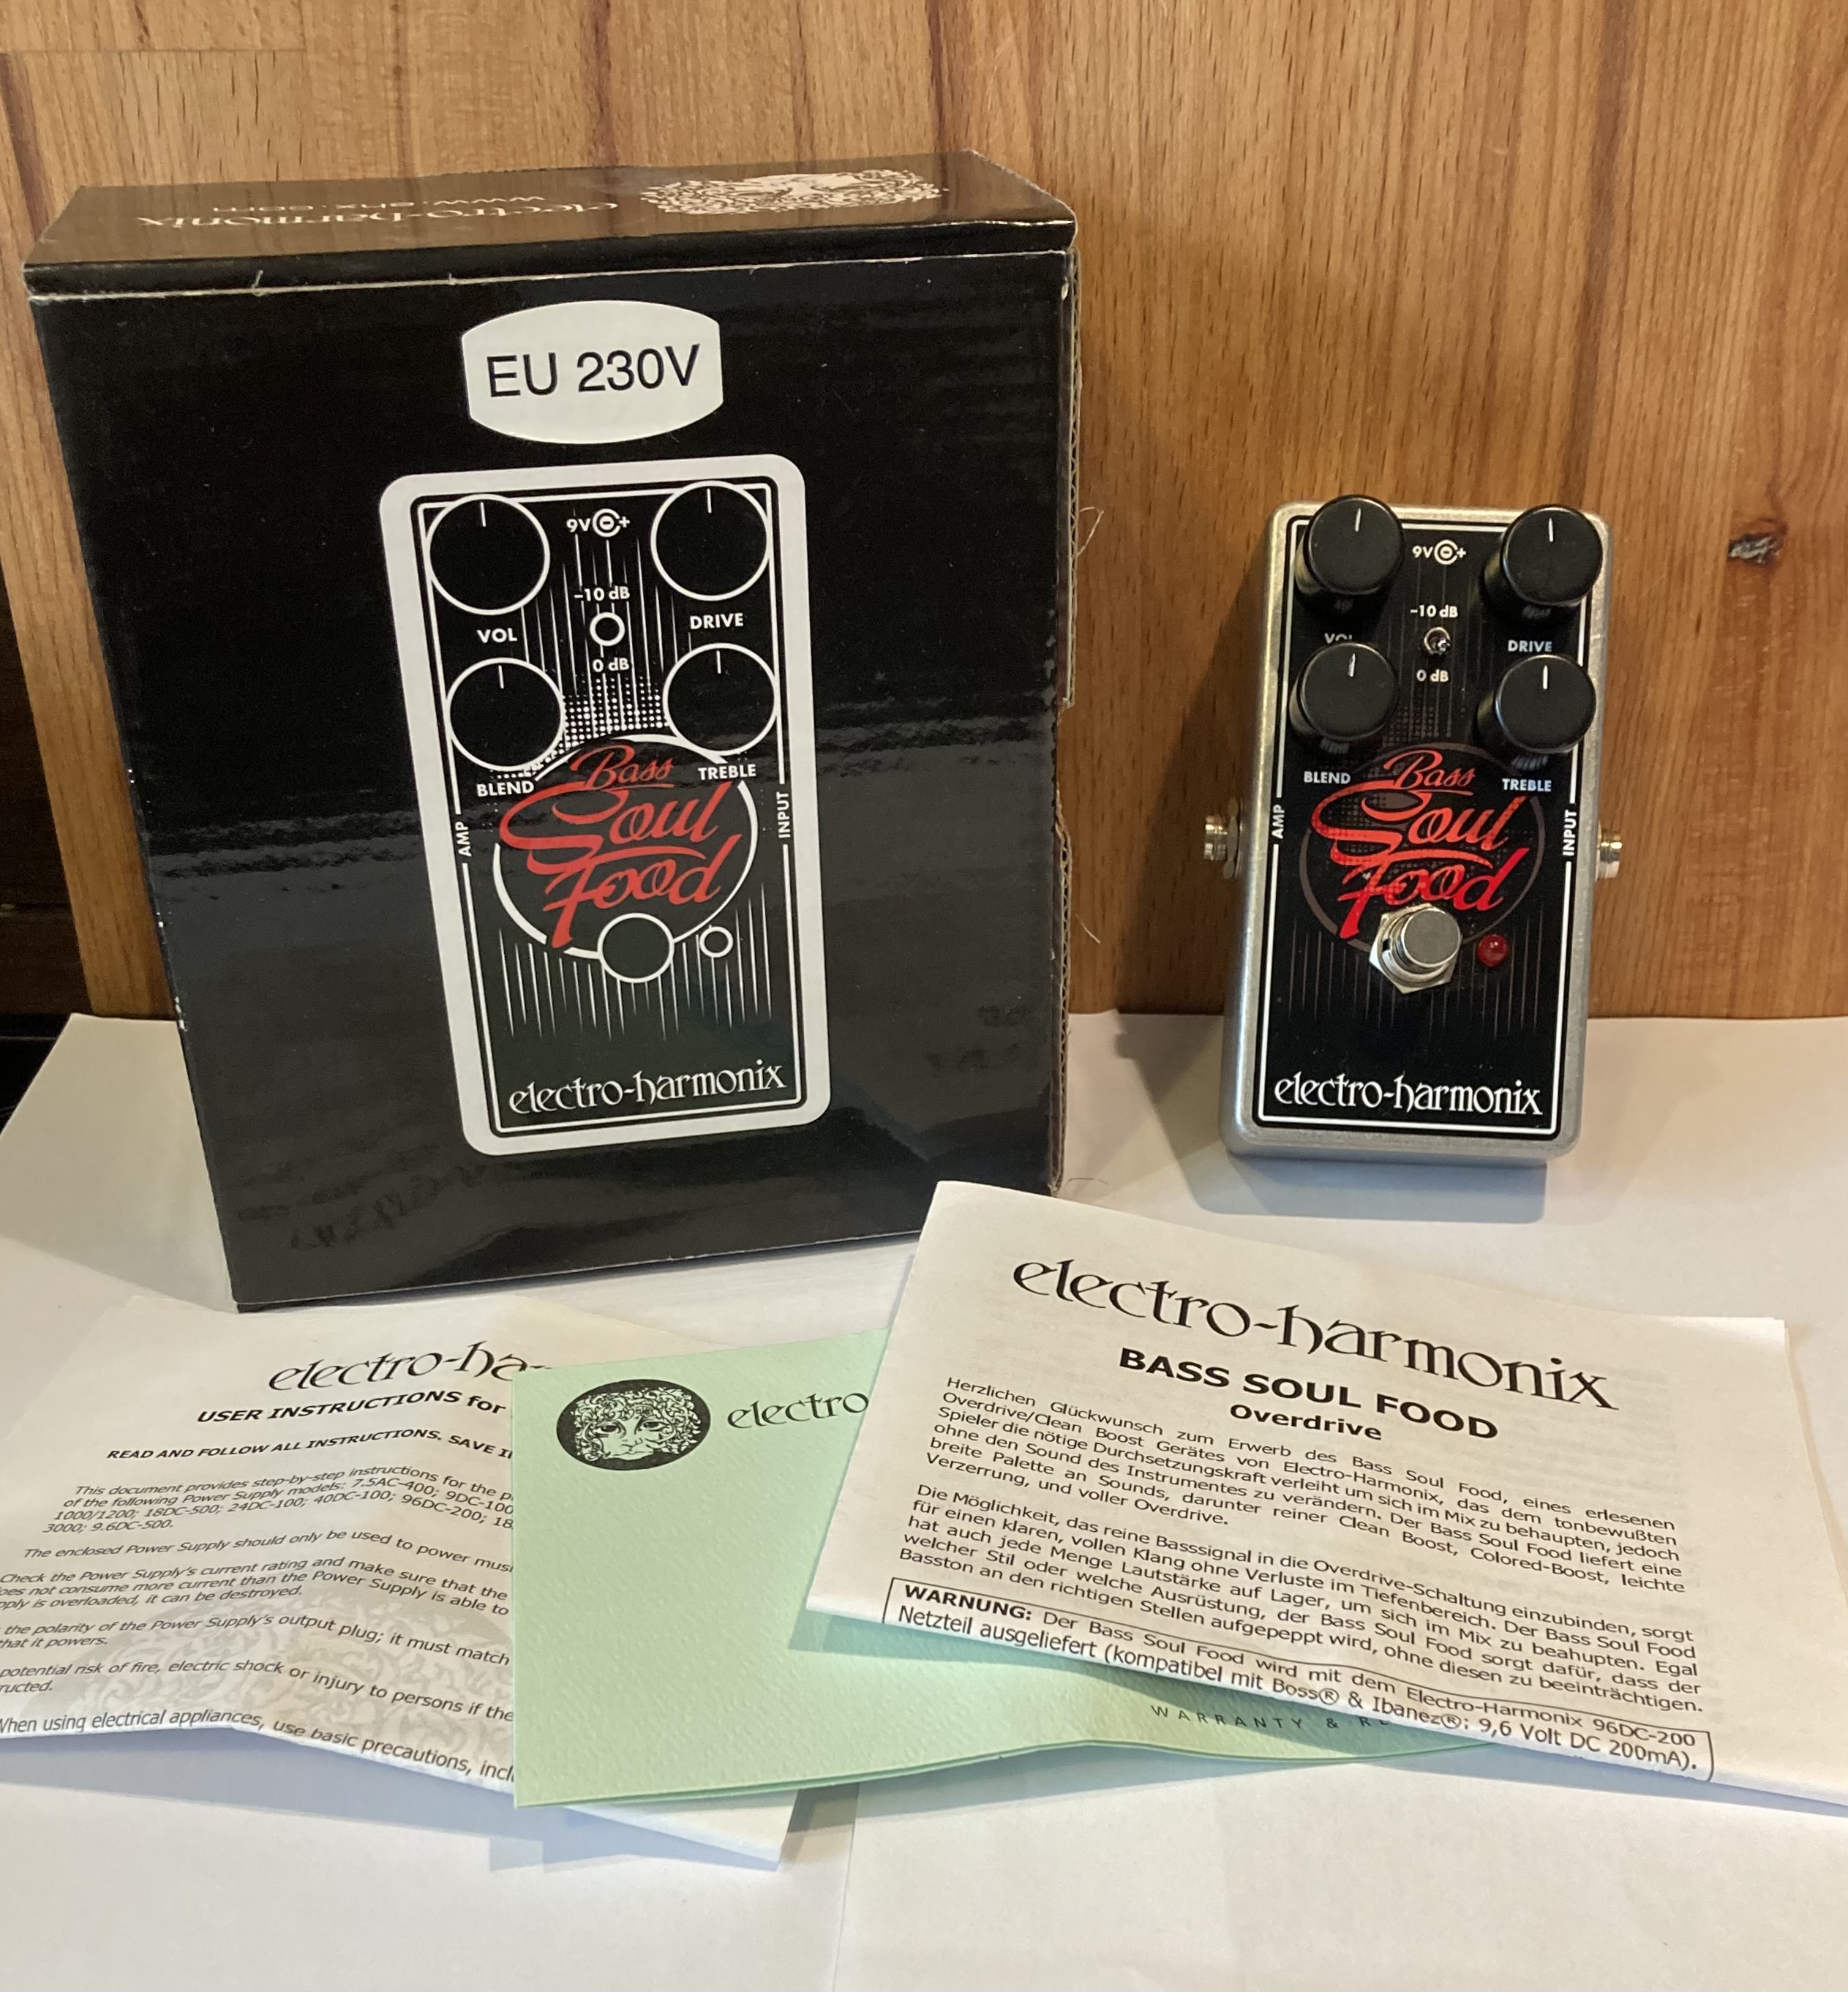 electro-harmonix
www.ehx.com
EU 230V
9V
-10 dB
VOL
DRIVE
0 dB
BLEND
TREBLE
AMP
INPUT
Bass
Soul
Food
electro-harmonix
9V
-10 dB
VOL
DRIVE
0 dB
BLEND
TREBLE
AMP
INPUT
Bass
Soul
Food
electro-harmonix
electro-ha
USER INSTRUCTIONS for
READ AND FOLLOW ALL INSTRUCTIONS. SAVE
This document provides step-by-step instructions for the
of the following Power Supply models: 7.5AC-400; 9DC-100
1000/1200; 18DC-500; 24DC-100; 40DC-100; 96DC-200; 18
3000; 9.6DC-500.
The enclosed Power Supply should only be used to power
Check the Power Supply's current rating and make sure that the
does not consume more current than the Power Supply is able to
is overloaded, it can be destroyed.
the polarity of the Power Supply's output plug; it must match
that it powers.
potential risk of fire, electric shock or injury to persons if the
When using electrical appliances, use basic precautions,
electro
WARRANTY &
electro-harmonix
BASS SOUL FOOD
Overdrive
Herzlichen Glückwunsch zum Erwerb des Bass Soul Food, eines erlesenen
Overdrive/Clean Boost Gerätes von Electro-Harmonix, das dem tonbewußten
Spieler die nötige Durchsetzungskraft verleiht um sich im Mix zu behaupten, jedoch
ohne den Sound des Instrumentes zu verändern. Der Bass Soul Food liefert eine
breite Palette an Sounds, darunter reiner Clean Boost, Colored-Boost, leichte
Verzerrung, und voller Overdrive.
Die Möglichkeit, das reine Basssignal in die Overdrive-Schaltung einzubinden, sorgt
für einen klaren, vollen Klang ohne Verluste im Tiefenbereich. Der Bass Soul Food
hat auch jede Menge Lautstärke auf Lager, um sich im Mix zu beahupten. Egal
welcher Stil oder welche Ausrüstung, der Bass Soul Food sorgt dafür, dass der
Basston an den richtigen Stellen aufgepeppt wird, ohne diesen zu beeinträchtigen.
WARNUNG: Der Bass Soul Food wird mit dem Electro-Harmonix 96DC-200
Netzteil ausgeliefert (kompatibel mit Boss® & Ibanez®: 9,6 Volt DC 200mA).